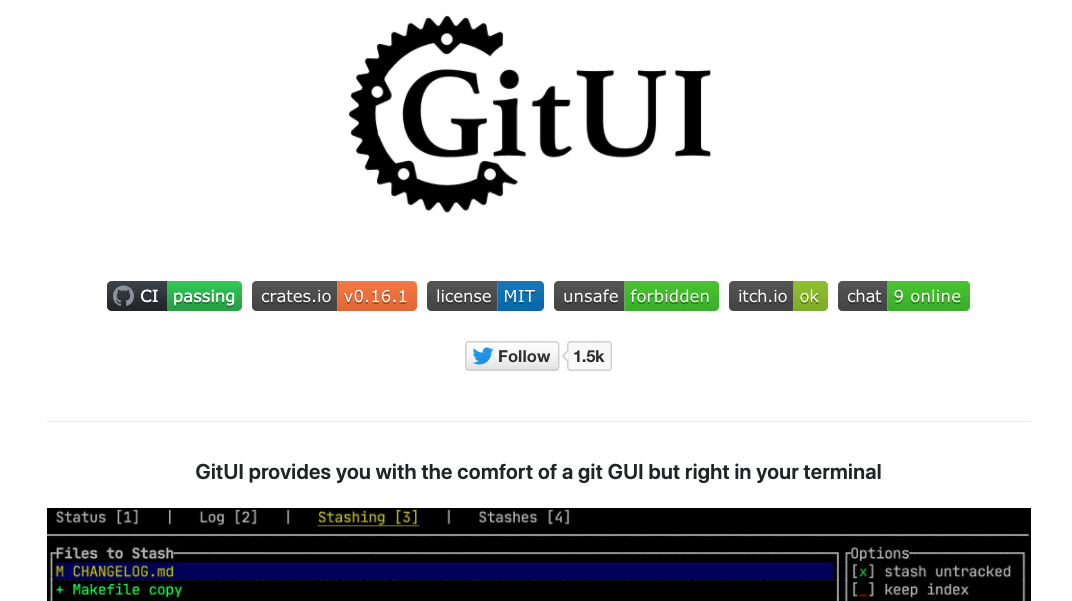 GitUI
CI passing crates.io v0.16.1 license MIT unsafe forbidden itch.io ok chat 9 online
Follow 1.5k
GitUI provides you with the comfort of a git GUI but right in your terminal
Status [1] | Log [2] | Stashing [3] | Stashes [4]
Files to Stash Options
M CHANGELOG.md [x] stash untracked
+ Makefile copy [_] keep index